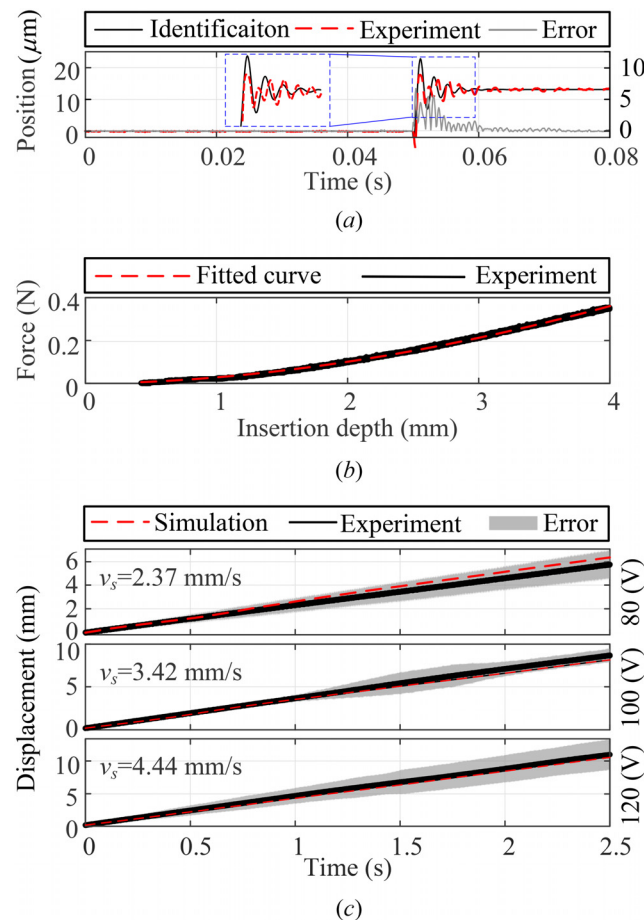 Identificaiton Experiment Error
Position (μm)
20
10
0
10
5
0
0 0.02 0.04 0.06 0.08
Time (s)
(a)
Fitted curve Experiment
Force (N)
0.4
0.2
0
0 1 2 3 4
Insertion depth (mm)
(b)
Simulation Experiment Error
Displacement (mm)
6
4
2
0
vs=2.37 mm/s
80 (V)
10
5
0
vs=3.42 mm/s
100 (V)
10
5
0
vs=4.44 mm/s
120 (V)
0 0.5 1 1.5 2 2.5
Time (s)
(c)